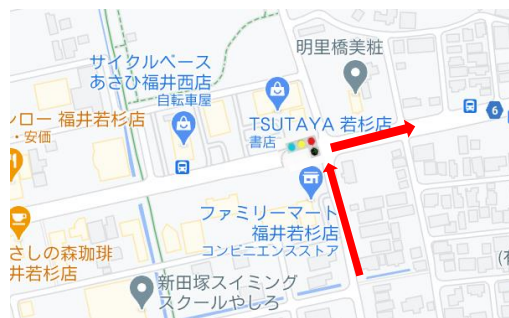 明里橋美粧
サイクルベース
あさひ福井西店
自転車屋
TSUTAYA 若杉店
書店
6
ンロー 福井若杉店
・安価
ファミリーマート
福井若杉店
コンビニエンスストア
さしの森珈琲
井若杉店
新田塚スイミング
スクールやしろ
(有